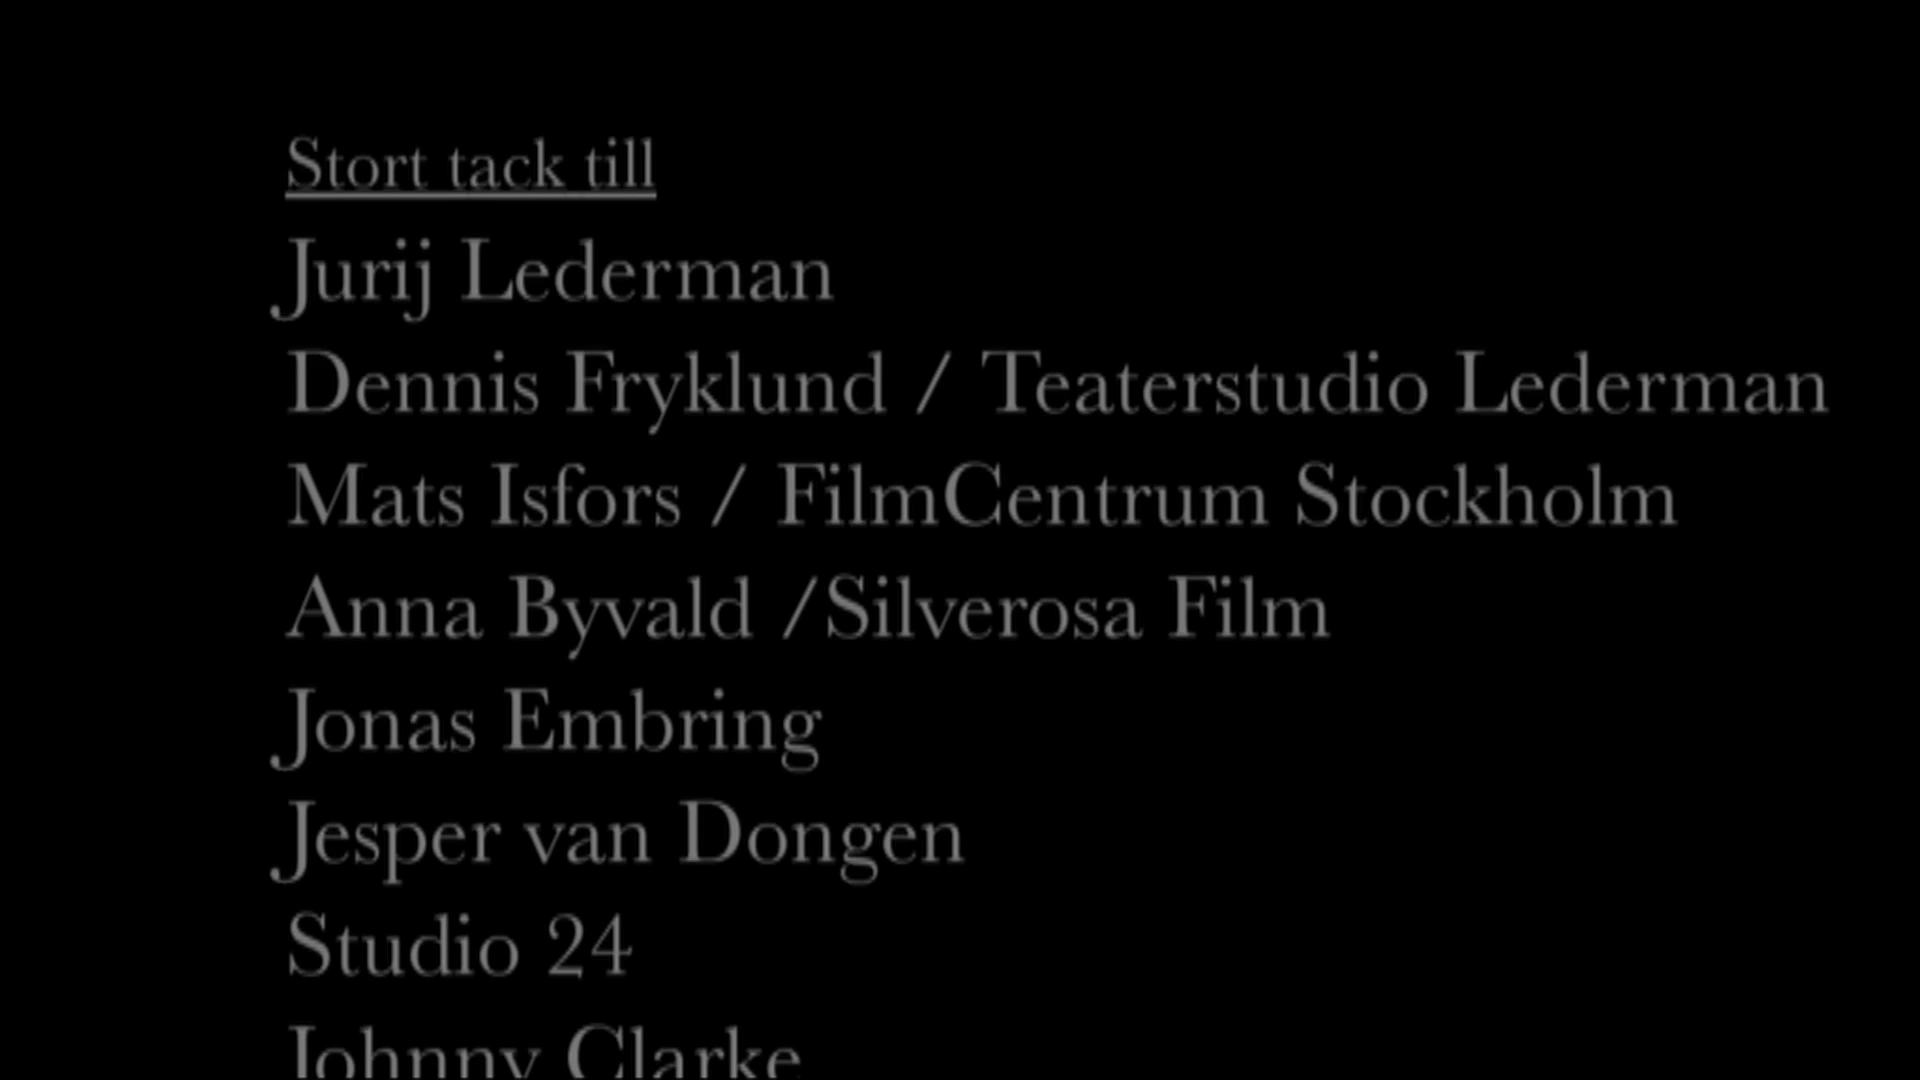 Stort tack till
Jurij Lederman
Dennis Fryklund / Teaterstudio Lederman
Mats Isfors / FilmCentrum Stockholm
Anna Byvald /Silverosa Film
Jonas Embring
Jesper van Dongen
Studio 24
Johnny Clarke